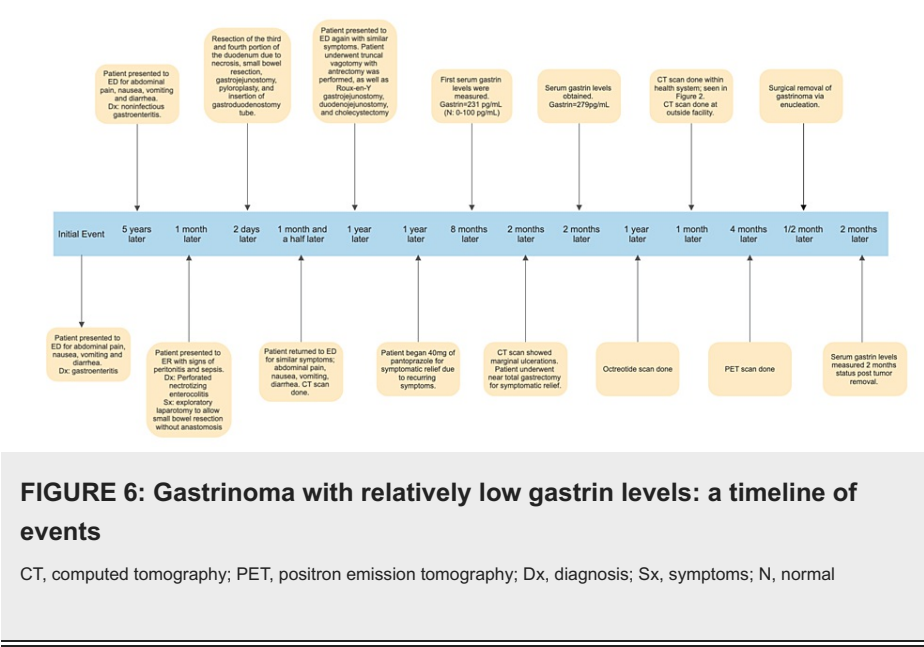 Patient presented to
ED for abdominal
pain, nausea, vomiting
and diarrhea.
Dx: noninfectious
gastroenteritis.
Resection of the third
and fourth portion of
the duodenum due to
necrosis, small bowel
resection,
gastrojejunostomy,
pyloroplasty, and
insertion of
gastroduodenostomy
tube.
Patient presented to
ED again with similar
symptoms. Patient
underwent truncal
vagotomy with
antrectomy was
performed, as well as
Roux-en-Y
gastrojejunostomy,
duodenojejunostomy,
and cholecystectomy
First serum gastrin
levels were
measured.
Gastrin=231 pg/mL
(N: 0-100 pg/mL)
Serum gastrin levels
obtained.
Gastrin=279pg/mL
CT scan done within
health system; seen in
Figure 2.
CT scan done at
outside facility.
Surgical removal of
gastrinoma via
enucleation.
Initial Event
5 years
later
1 month
later
2 days
later
1 month and
a half later
1 year
later
1 year
later
8 months
later
2 months
later
2 months
later
1 year
later
1 month
later
4 months
later
1/2 month
later
2 months
later
Patient presented to
ED for abdominal pain,
nausea, vomiting and
diarrhea.
Dx: gastroenteritis
Patient presented to
ER with signs of
peritonitis and sepsis.
Dx: Perforated
necrotizing
enterocolitis
Sx: exploratory
laparotomy to allow
small bowel resection
without anastomosis
Patient returned to ED
for similar symptoms;
abdominal pain,
nausea, vomiting,
diarrhea. CT scan
done.
Patient began 40mg of
pantoprazole for
symptomatic relief due
to recurring
symptoms.
CT scan showed
marginal ulcerations.
Patient underwent
near total gastrectomy
for symptomatic relief.
Octreotide scan done
PET scan done
Serum gastrin levels
measured 2 months
status post tumor
removal.
FIGURE 6: Gastrinoma with relatively low gastrin levels: a timeline of
events
CT, computed tomography; PET, positron emission tomography; Dx, diagnosis; Sx, symptoms; N, normal